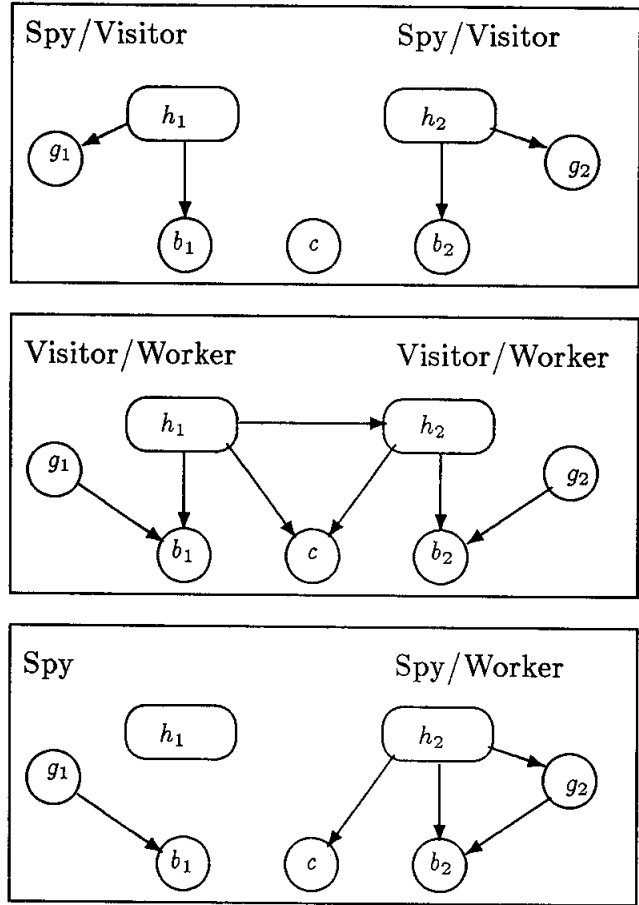 Spy/Visitor Spy/Visitor
h₁ h₂
g₁ g₂
b₁ c b₂
Visitor/Worker Visitor/Worker
h₁ h₂
g₁ g₂
b₁ c b₂
Spy Spy/Worker
h₁ h₂
g₁ g₂
b₁ c b₂